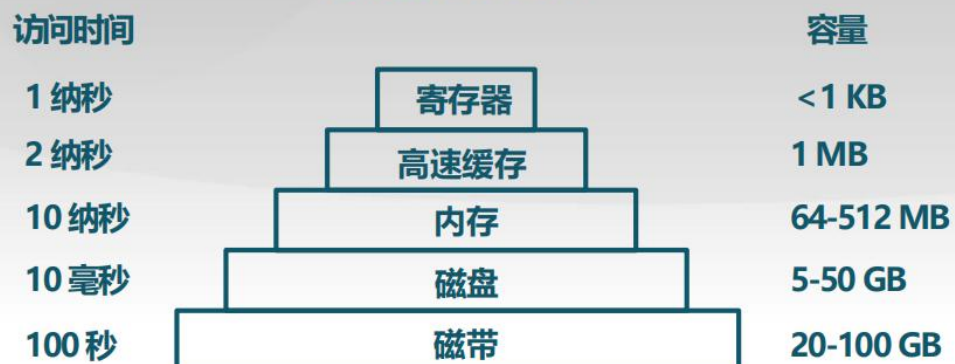 访问时间 容量
1 纳秒 寄存器 <1 KB
2 纳秒 高速缓存 1 MB
10 纳秒 内存 64-512 MB
10 毫秒 磁盘 5-50 GB
100 秒 磁带 20-100 GB